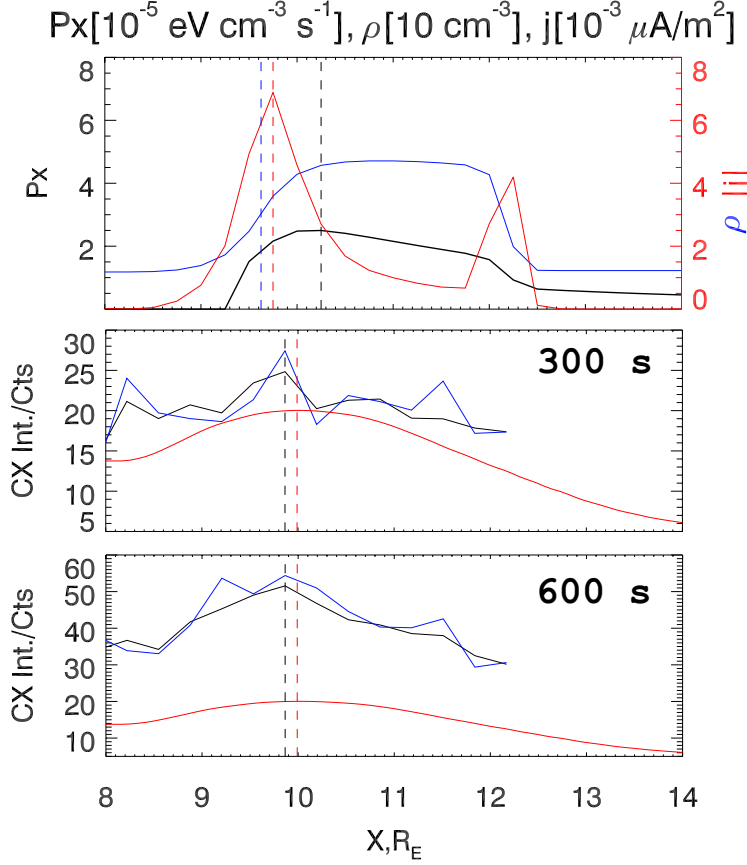 Px[10⁻⁵ eV cm⁻³ s⁻¹], ρ[10 cm⁻³], j[10⁻³ μA/m²]
8
6
4
2
Px
8
6
4
2
0
ρ |j|
30
25
20
15
10
5
CX Int./Cts
300 s
60
50
40
30
20
10
CX Int./Cts
600 s
8 9 10 11 12 13 14
X,R_E